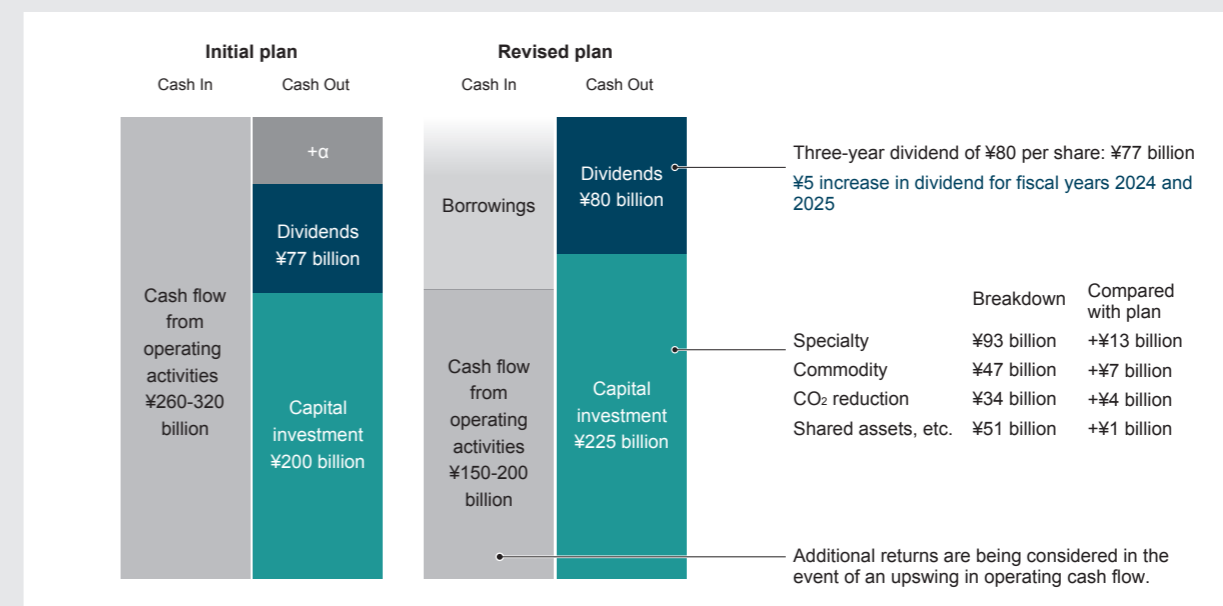 Initial plan
Cash In
Cash Out
Cash flow
from
operating
activities
¥260-320
billion
+α
Dividends
¥77 billion
Capital
investment
¥200 billion
Revised plan
Cash In
Cash Out
Borrowings
Cash flow
from
operating
activities
¥150-200
billion
Dividends
¥80 billion
Capital
investment
¥225 billion
Three-year dividend of ¥80 per share: ¥77 billion
¥5 increase in dividend for fiscal years 2024 and
2025
Breakdown Compared
with plan
Specialty ¥93 billion +¥13 billion
Commodity ¥47 billion +¥7 billion
CO₂ reduction ¥34 billion +¥4 billion
Shared assets, etc. ¥51 billion +¥1 billion
Additional returns are being considered in the
event of an upswing in operating cash flow.